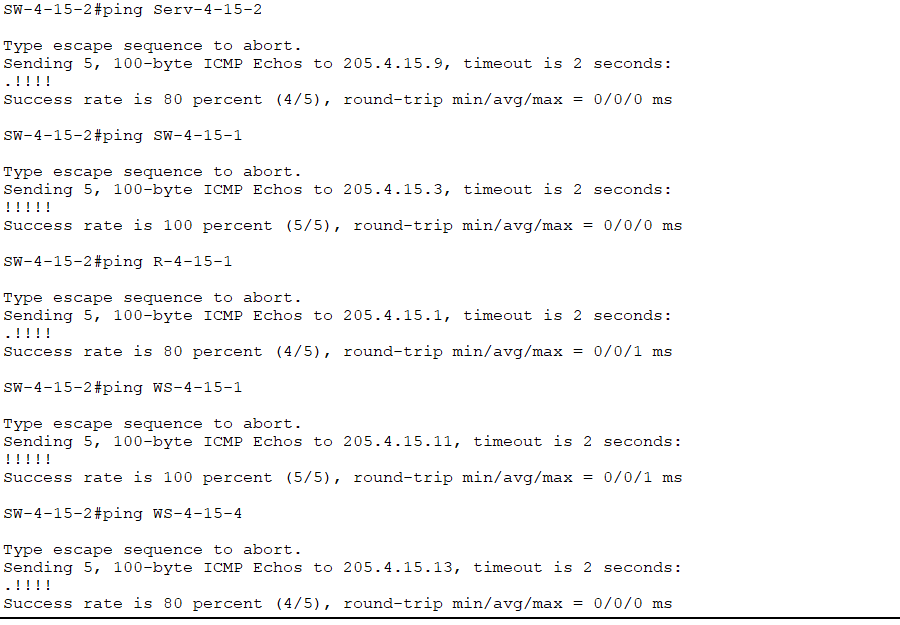 SW-4-15-2#ping Serv-4-15-2
Type escape sequence to abort.
Sending 5, 100-byte ICMP Echos to 205.4.15.9, timeout is 2 seconds:
.!!!!
Success rate is 80 percent (4/5), round-trip min/avg/max = 0/0/0 ms
SW-4-15-2#ping SW-4-15-1
Type escape sequence to abort.
Sending 5, 100-byte ICMP Echos to 205.4.15.3, timeout is 2 seconds:
!!!!!
Success rate is 100 percent (5/5), round-trip min/avg/max = 0/0/0 ms
SW-4-15-2#ping R-4-15-1
Type escape sequence to abort.
Sending 5, 100-byte ICMP Echos to 205.4.15.1, timeout is 2 seconds:
.!!!!
Success rate is 80 percent (4/5), round-trip min/avg/max = 0/0/1 ms
SW-4-15-2#ping WS-4-15-1
Type escape sequence to abort.
Sending 5, 100-byte ICMP Echos to 205.4.15.11, timeout is 2 seconds:
!!!!!
Success rate is 100 percent (5/5), round-trip min/avg/max = 0/0/1 ms
SW-4-15-2#ping WS-4-15-4
Type escape sequence to abort.
Sending 5, 100-byte ICMP Echos to 205.4.15.13, timeout is 2 seconds:
.!!!!
Success rate is 80 percent (4/5), round-trip min/avg/max = 0/0/0 ms